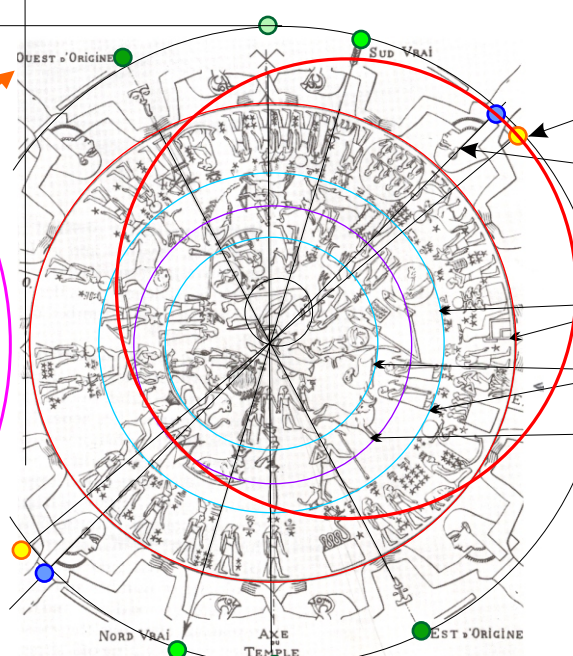 OUEST D'ORIGINE
SUD VRAI
O.
NORD VRAI
AXE
DU
TEMPLE
EST D'ORIGINE